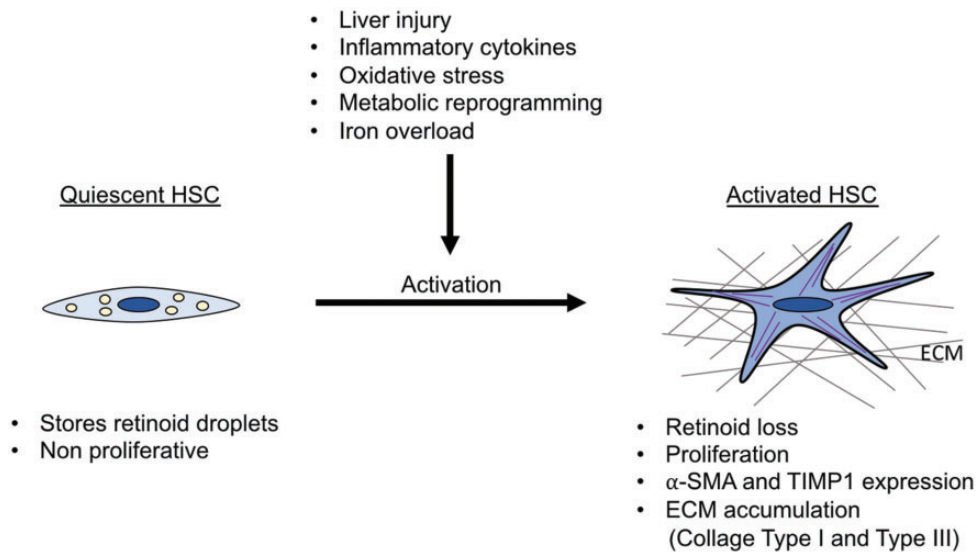 • Liver injury
• Inflammatory cytokines
• Oxidative stress
• Metabolic reprogramming
• Iron overload
Quiescent HSC
Activated HSC
Activation
ECM
• Stores retinoid droplets
• Non proliferative
• Retinoid loss
• Proliferation
• α-SMA and TIMP1 expression
• ECM accumulation
(Collage Type I and Type III)